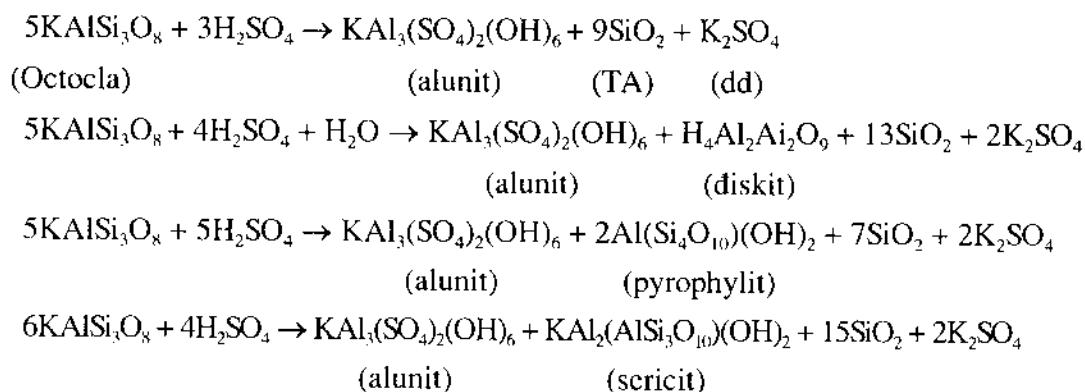 5KAlSi₃O₈ + 3H₂SO₄ → KAl₃(SO₄)₂(OH)₆ + 9SiO₂ + K₂SO₄
(Octocla) (alunit) (TA) (dd)
5KAlSi₃O₈ + 4H₂SO₄ + H₂O → KAl₃(SO₄)₂(OH)₆ + H₄Al₂Ai₂O₉ + 13SiO₂ + 2K₂SO₄
(alunit) (diskit)
5KAlSi₃O₈ + 5H₂SO₄ → KAl₃(SO₄)₂(OH)₆ + 2Al(Si₄O₁₀)(OH)₂ + 7SiO₂ + 2K₂SO₄
(alunit) (pyrophylit)
6KAlSi₃O₈ + 4H₂SO₄ → KAl₃(SO₄)₂(OH)₆ + KAl₂(AlSi₃O₁₀)(OH)₂ + 15SiO₂ + 2K₂SO₄
(alunit) (sericit)